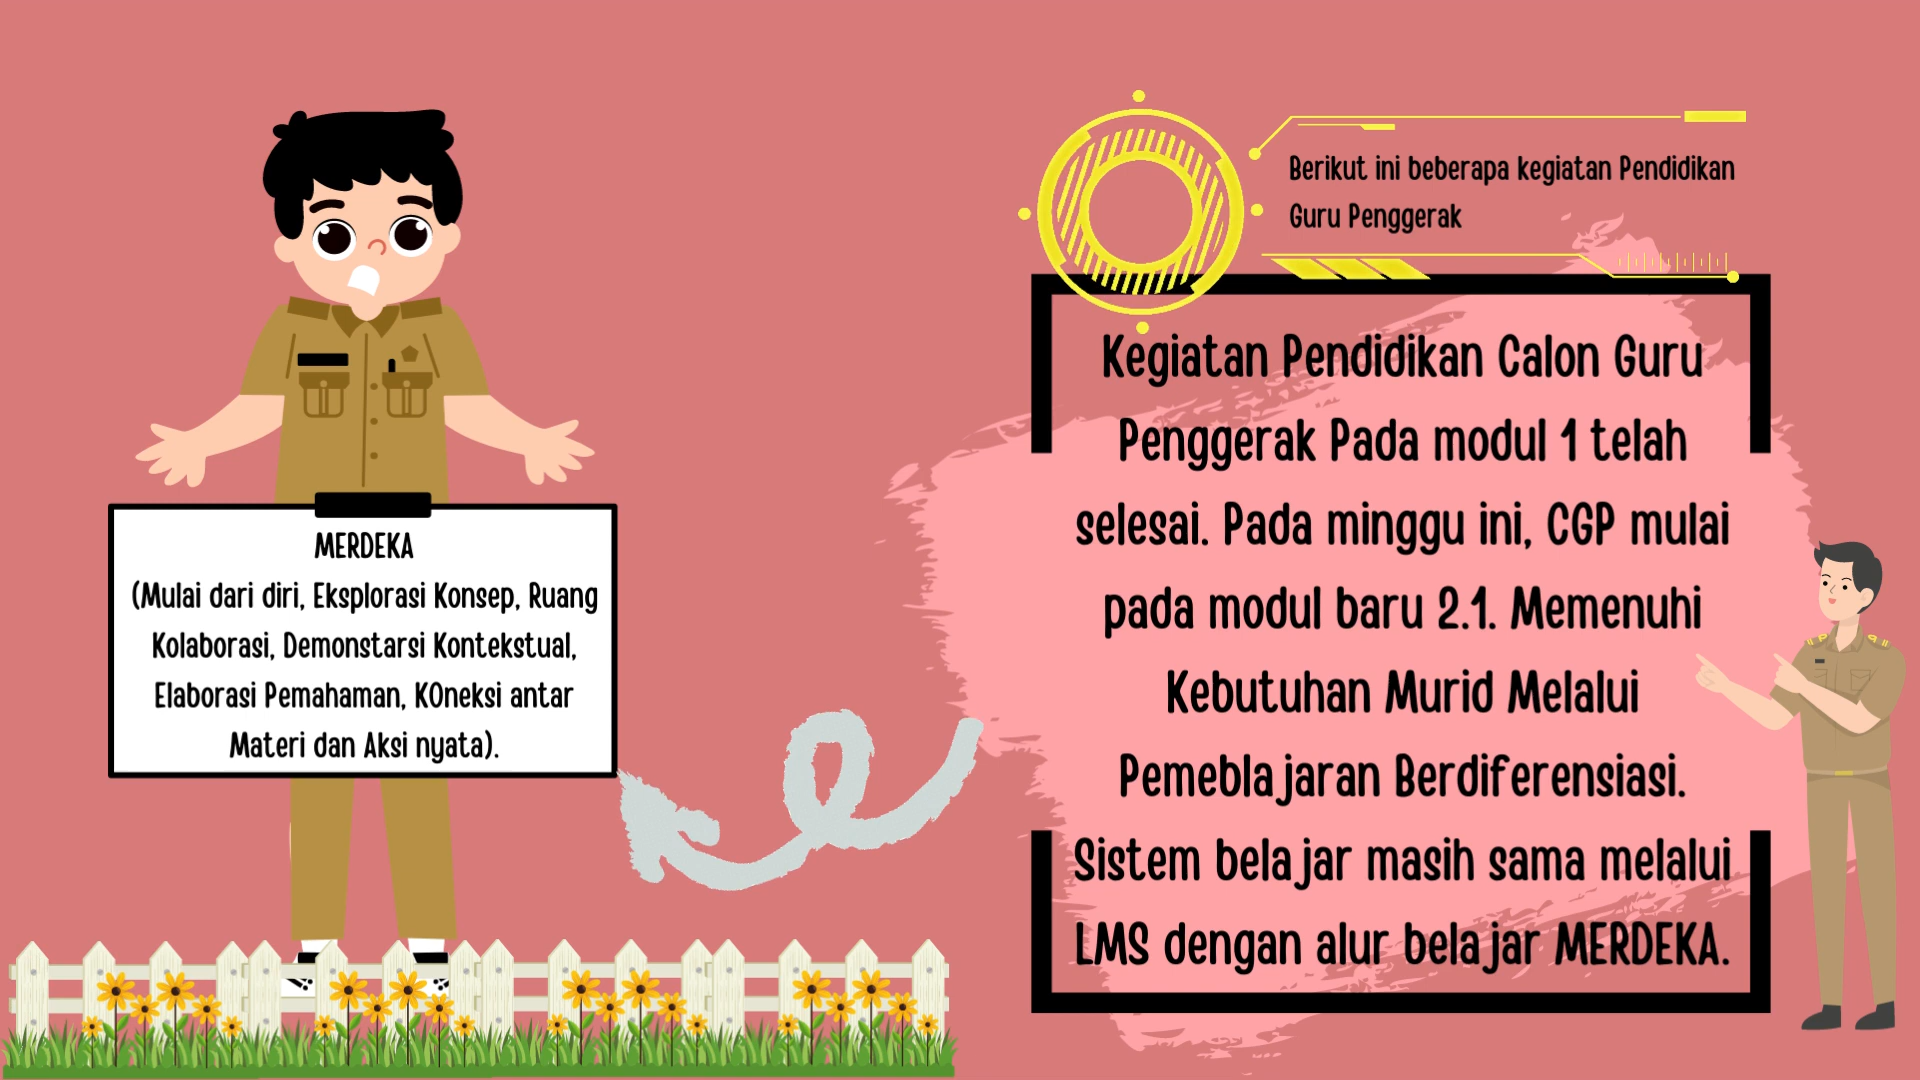 Berikut ini beberapa kegiatan Pendidikan
Guru Penggerak
Kegiatan Pendidikan Calon Guru
Penggerak Pada modul 1 telah
selesai. Pada minggu ini, CGP mulai
pada modul baru 2.1. Memenuhi
Kebutuhan Murid Melalui
Pemeblajaran Berdiferensiasi.
Sistem belajar masih sama melalui
LMS dengan alur belajar MERDEKA.
MERDEKA
(Mulai dari diri, Eksplorasi Konsep, Ruang
Kolaborasi, Demonstarsi Kontekstual,
Elaborasi Pemahaman, KOneksi antar
Materi dan Aksi nyata).